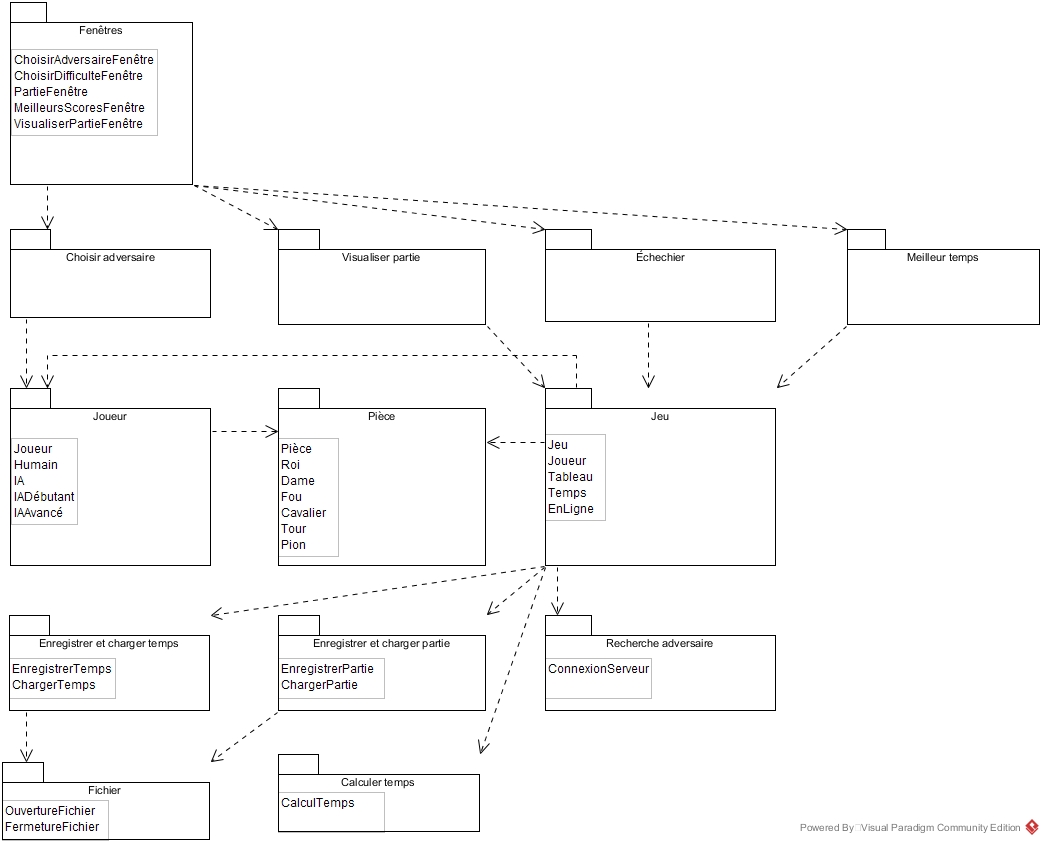 Fenêtres
ChoisirAdversaireFenêtre
ChoisirDifficulteFenêtre
PartieFenêtre
MeilleursScoresFenêtre
VisualiserPartieFenêtre
Choisir adversaire
Visualiser partie
Échechier
Meilleur temps
Joueur
Joueur
Humain
IA
IADébutant
IAAvancé
Pièce
Pièce
Roi
Dame
Fou
Cavalier
Tour
Pion
Jeu
Jeu
Joueur
Tableau
Temps
EnLigne
Enregistrer et charger temps
EnregistrerTemps
ChargerTemps
Enregistrer et charger partie
EnregistrerPartie
ChargerPartie
Recherche adversaire
ConnexionServeur
Fichier
OuvertureFichier
FermetureFichier
Calculer temps
CalculTemps
Powered By Visual Paradigm Community Edition